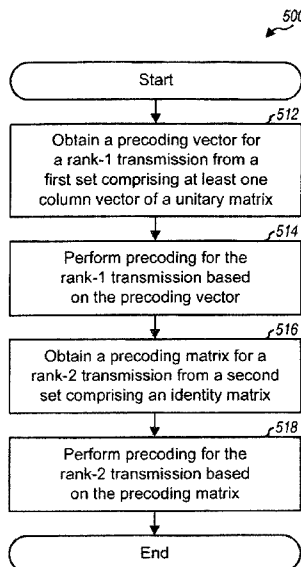 500
Start
512
Obtain a precoding vector for
a rank-1 transmission from a
first set comprising at least one
column vector of a unitary matrix
514
Perform precoding for the
rank-1 transmission based
on the precoding vector
516
Obtain a precoding matrix for a
rank-2 transmission from a second
set comprising an identity matrix
518
Perform precoding for the
rank-2 transmission based
on the precoding matrix
End